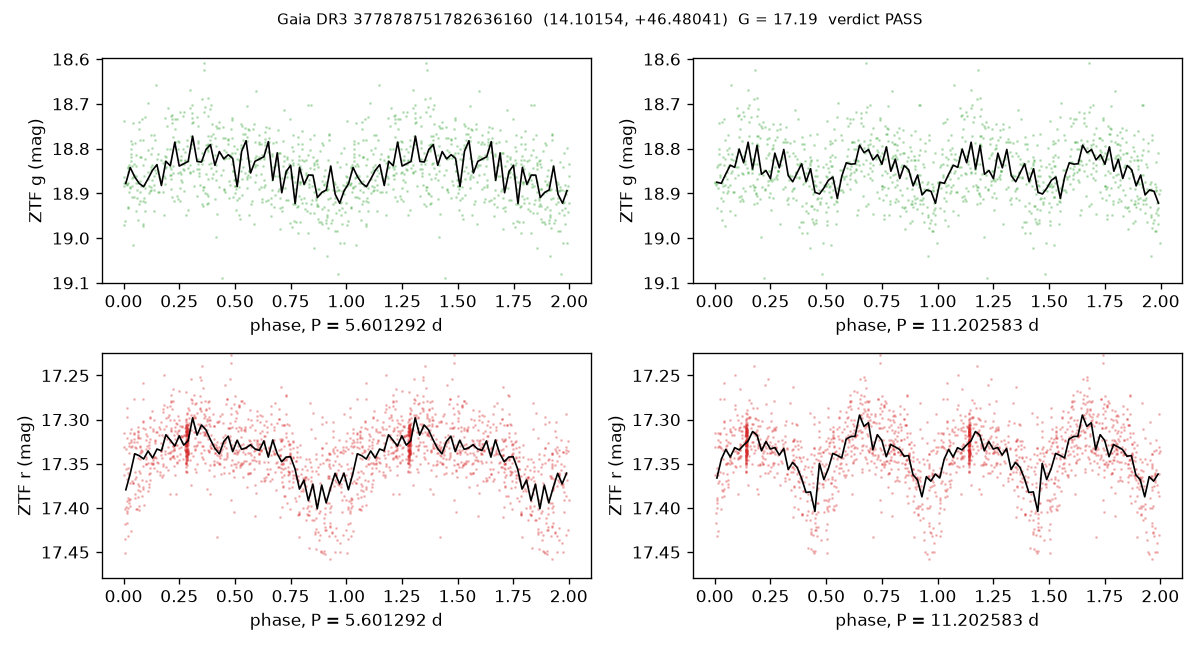 Gaia DR3 377878751782636160  (14.10154, +46.48041)  G = 17.19  verdict PASS
ZTF g (mag)
18.6
18.7
18.8
18.9
19.0
19.1
0.00 0.25 0.50 0.75 1.00 1.25 1.50 1.75 2.00
phase, P = 5.601292 d
ZTF g (mag)
18.6
18.7
18.8
18.9
19.0
19.1
0.00 0.25 0.50 0.75 1.00 1.25 1.50 1.75 2.00
phase, P = 11.202583 d
ZTF r (mag)
17.25
17.30
17.35
17.40
17.45
0.00 0.25 0.50 0.75 1.00 1.25 1.50 1.75 2.00
phase, P = 5.601292 d
ZTF r (mag)
17.25
17.30
17.35
17.40
17.45
0.00 0.25 0.50 0.75 1.00 1.25 1.50 1.75 2.00
phase, P = 11.202583 d